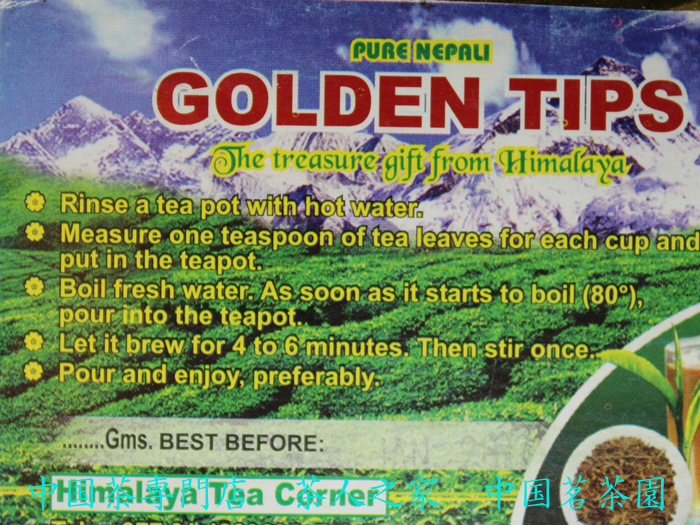 PURE NEPALI
GOLDEN TIPS
The treasure gift from Himalaya
Rinse a tea pot with hot water.
Measure one teaspoon of tea leaves for each cup and
put in the teapot.
Boil fresh water. As soon as it starts to boil (80°),
pour into the teapot.
Let it brew for 4 to 6 minutes. Then stir once..
Pour and enjoy, preferably.
........Gms. BEST BEFORE:
Himalaya Tea Corner
中国茶専門店 茶人之家 中国茗茶園